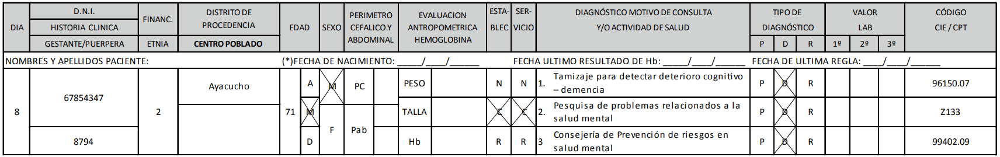 DIA
D.N.I.
HISTORIA CLINICA
GESTANTE/PUERPERA
FINANC.
ETNIA
DISTRITO DE
PROCEDENCIA
CENTRO POBLADO
EDAD
SEXO
PERIMETRO
CEFALICO Y
ABDOMINAL
EVALUACION
ANTROPOMETRICA
HEMOGLOBINA
ESTA-
BLEC
SER-
VICIO
DIAGNÓSTICO MOTIVO DE CONSULTA
Y/O ACTIVIDAD DE SALUD
TIPO DE
DIAGNÓSTICO
P D R
VALOR
LAB
1º 2º 3º
CÓDIGO
CIE / CPT
NOMBRES Y APELLIDOS PACIENTE: (*)FECHA DE NACIMIENTO: _____/____/______ FECHA ULTIMO RESULTADO DE Hb: _____/____/______ FECHA DE ULTIMA REGLA: ____/____/______
8
67854347
8794
2
Ayacucho
71
A
M
D
M
F
PC
Pab
PESO
TALLA
Hb
N N
C C
R R
1. Tamizaje para detectar deterioro cognitivo
– demencia
P D R
96150.07
2. Pesquisa de problemas relacionados a la
salud mental
P D R
Z133
3 Consejería de Prevención de riesgos en
salud mental
P D R
99402.09